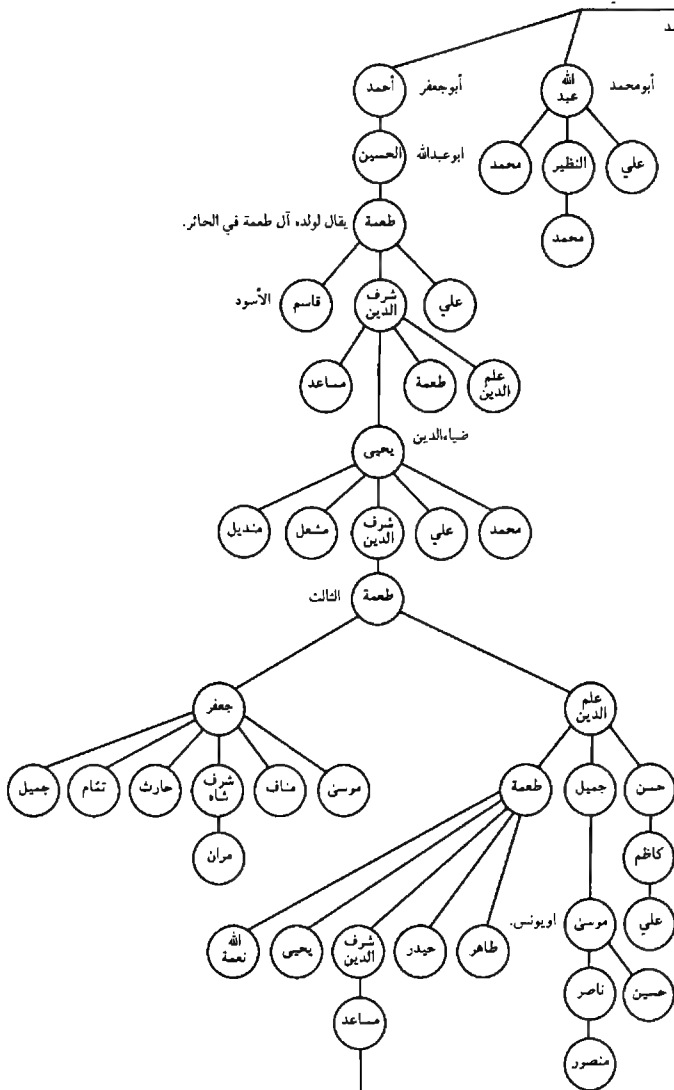 أبومحمد
عبد الله
أبوجعفر
أحمد
علي
النظير
محمد
ابوعبدالله
الحسين
محمد
يقال لولده آل طعمة في الحائر.
طعمة
علي
شرف الدين
قاسم
الأسود
علم الدين
طعمة
مساعد
ضياءالدين
يحيى
محمد
علي
شرف الدين
مشعل
منديل
طعمة
الثالث
علم الدين
جعفر
حسن
جميل
طعمة
موسىٰ
مناف
شرف شاه
حارث
جميل
كاظم
مران
علي
موسىٰ
اويونس.
طاهر
حيدر
شرف الدين
يحيى
نعمة الله
حسين
ناصر
مساعد
منصور